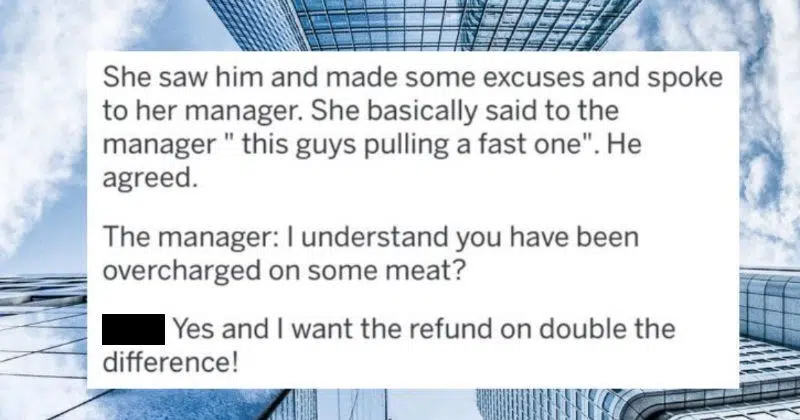 She saw him and made some excuses and spoke
to her manager. She basically said to the
manager " this guys pulling a fast one". He
agreed.
The manager: I understand you have been
overcharged on some meat?
Yes and I want the refund on double the
difference!